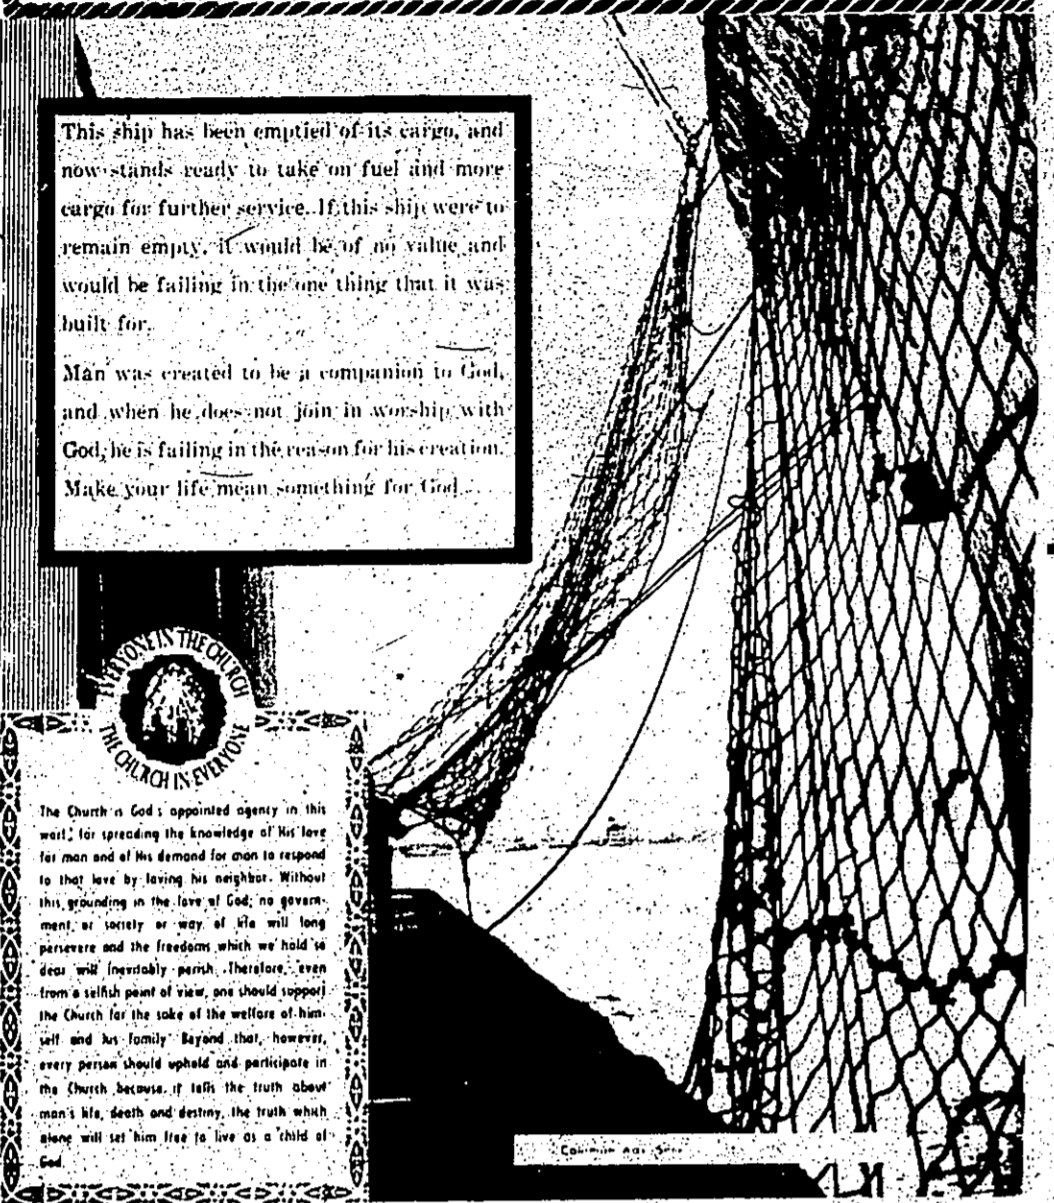 This ship has been emptied of its cargo, and
now stands ready to take on fuel and more
cargo for further service. If this ship were to
remain empty, it would be of no value and
would be failing in the one thing that it was
built for.
Man was created to be a companion to God,
and when he does not join in worship with
God, he is failing in the reason for his creation.
Make your life mean something for God...
EVERYONE IN THE CHURCH
THE CHURCH IN EVERYONE
The Church is God's appointed agency in this
for spreading the knowledge of His love
for man and of His demand for man to respond
to that love by loving his neighbor. Without
this grounding in the love of God, no govern-
ment or society or way of life will long
persevere and the freedoms which we hold so
dear will inevitably perish. Therefore, even
from a selfish point of view, one should support
the Church for the sake of the welfare of him-
self and his family. Beyond that, however,
every person should uphold and participate in
the Church because it tells the truth about
man's life, death and destiny, the truth which
alone will set him free to live as a child of
God.